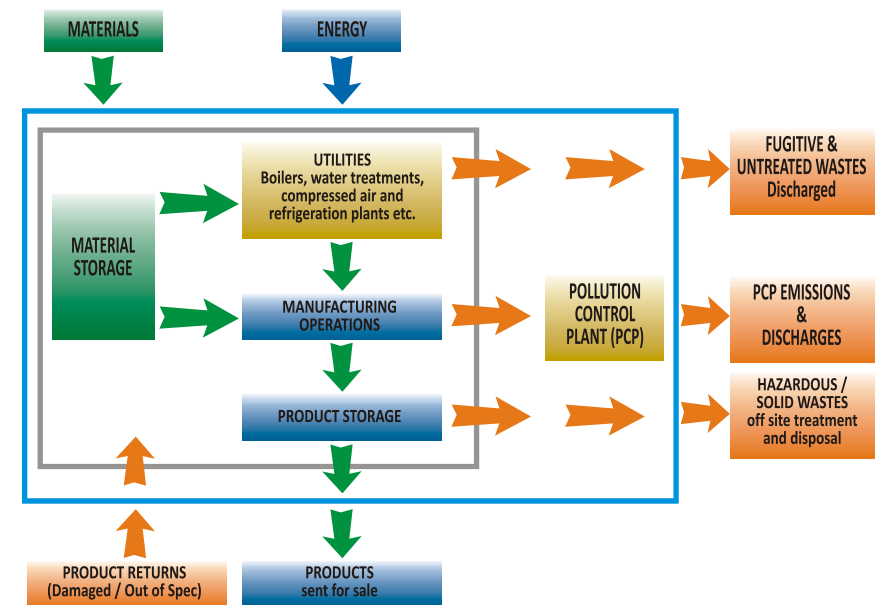 MATERIALS
ENERGY
UTILITIES
Boilers, water treatments,
compressed air and
refrigeration plants etc.
FUGITIVE &
UNTREATED WASTES
Discharged
MATERIAL
STORAGE
MANUFACTURING
OPERATIONS
POLLUTION
CONTROL
PLANT (PCP)
PCP EMISSIONS
&
DISCHARGES
PRODUCT STORAGE
HAZARDOUS /
SOLID WASTES
off site treatment
and disposal
PRODUCT RETURNS
(Damaged / Out of Spec)
PRODUCTS
sent for sale